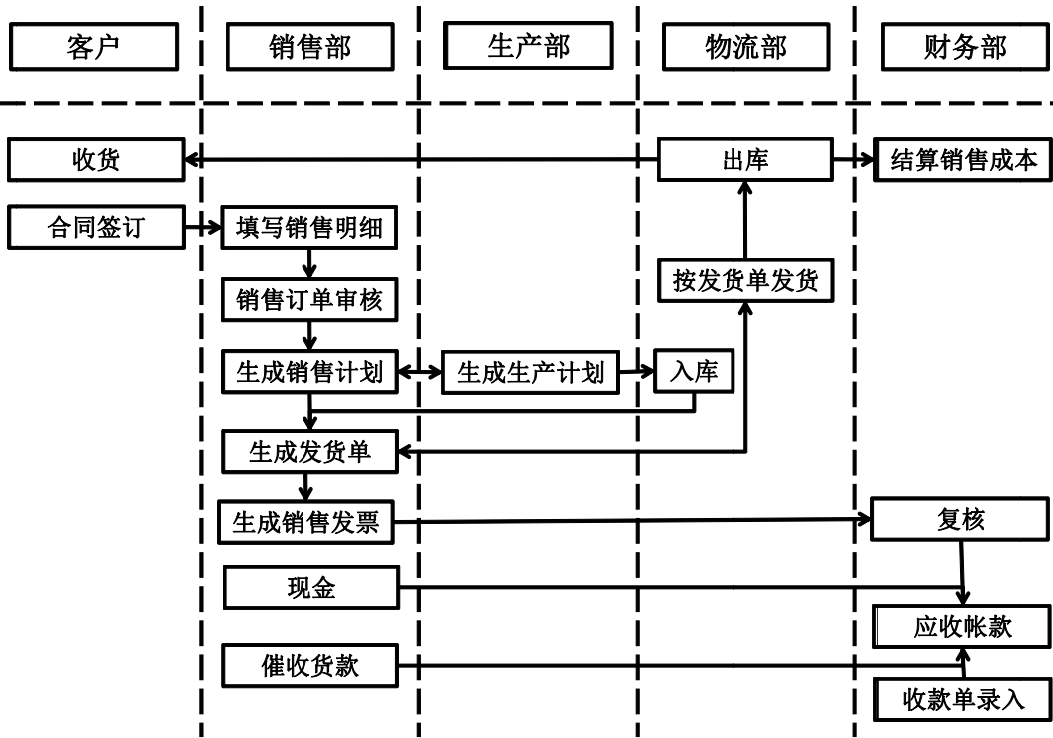 客户
销售部
生产部
物流部
财务部
收货
出库
结算销售成本
合同签订
填写销售明细
按发货单发货
销售订单审核
生成销售计划
生成生产计划
入库
生成发货单
生成销售发票
复核
现金
应收帐款
催收货款
收款单录入